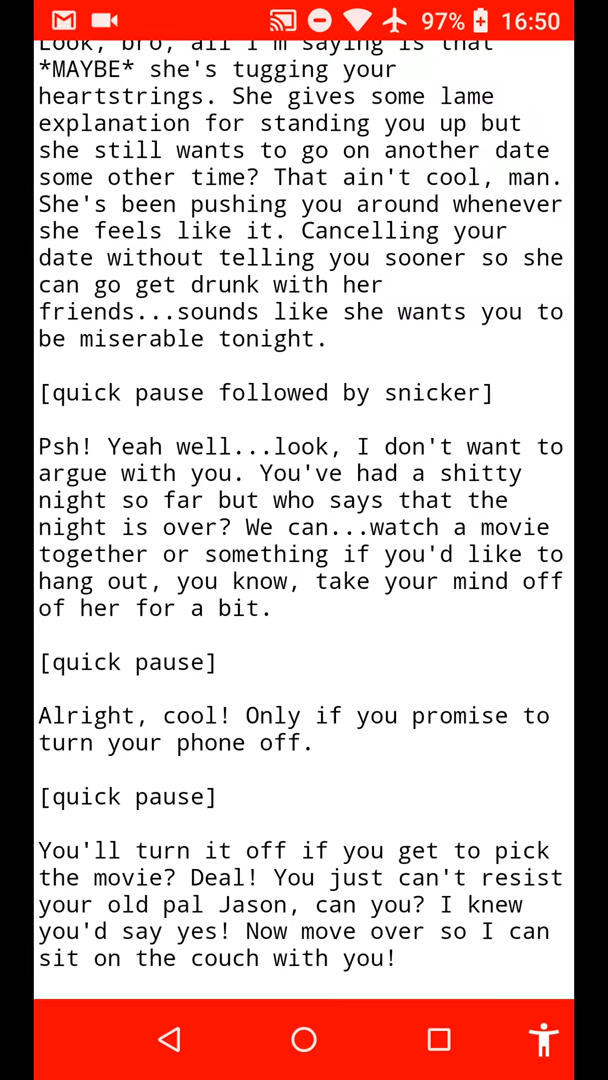 97% 16:50
Look, bro, all I'm saying is that
*MAYBE* she's tugging your
heartstrings. She gives some lame
explanation for standing you up but
she still wants to go on another date
some other time? That ain't cool, man.
She's been pushing you around whenever
she feels like it. Cancelling your
date without telling you sooner so she
can go get drunk with her
friends...sounds like she wants you to
be miserable tonight.
[quick pause followed by snicker]
Psh! Yeah well...look, I don't want to
argue with you. You've had a shitty
night so far but who says that the
night is over? We can...watch a movie
together or something if you'd like to
hang out, you know, take your mind off
of her for a bit.
[quick pause]
Alright, cool! Only if you promise to
turn your phone off.
[quick pause]
You'll turn it off if you get to pick
the movie? Deal! You just can't resist
your old pal Jason, can you? I knew
you'd say yes! Now move over so I can
sit on the couch with you!